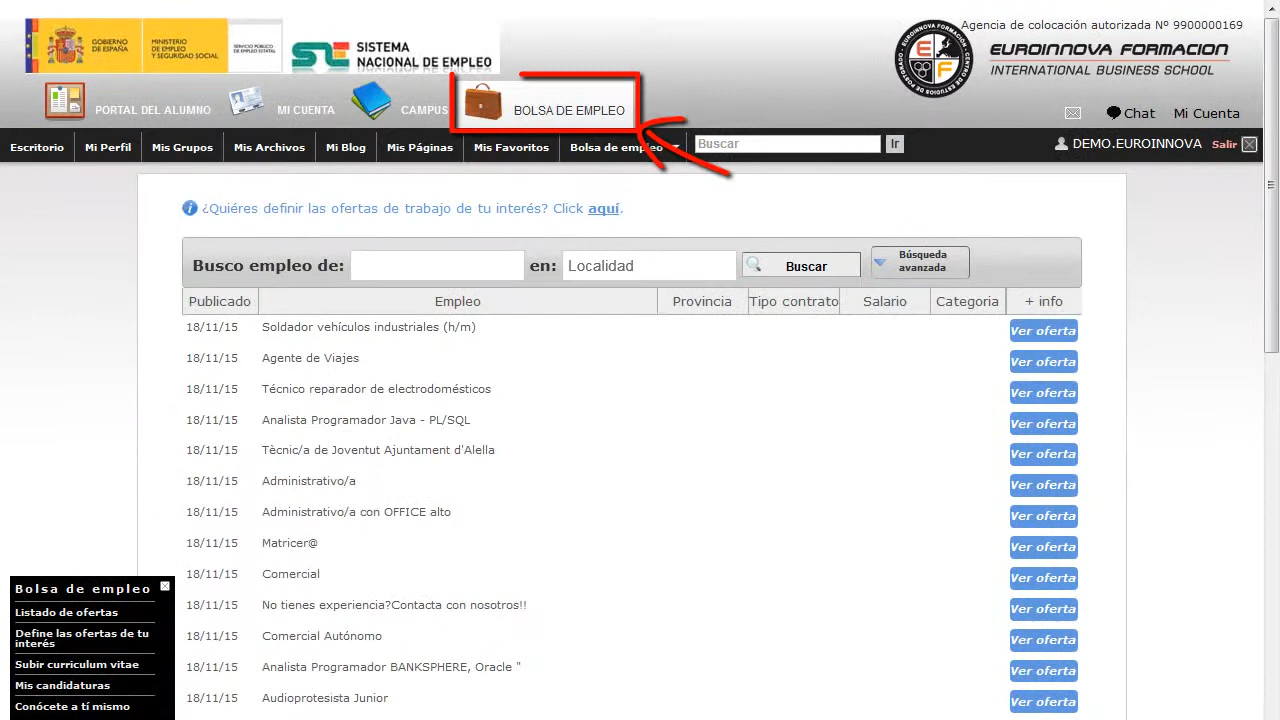 GOBIERNO DE ESPAÑA
MINISTERIO DE EMPLEO Y SEGURIDAD SOCIAL
SERVICIO PÚBLICO DE EMPLEO ESTATAL
SISTEMA NACIONAL DE EMPLEO
Agencia de colocación autorizada Nº 9900000169
EUROINNOVA FORMACION
INTERNATIONAL BUSINESS SCHOOL
PORTAL DEL ALUMNO
MI CUENTA
CAMPUS
BOLSA DE EMPLEO
Chat
Mi Cuenta
Escritorio
Mi Perfil
Mis Grupos
Mis Archivos
Mi Blog
Mis Páginas
Mis Favoritos
Bolsa de empleo
Buscar
Ir
DEMO.EUROINNOVA
Salir
¿Quiéres definir las ofertas de trabajo de tu interés? Click aquí.
Busco empleo de:
en:
Localidad
Buscar
Búsqueda avanzada
Publicado Empleo Provincia Tipo contrato Salario Categoria + info
18/11/15 Soldador vehículos industriales (h/m) Ver oferta
18/11/15 Agente de Viajes Ver oferta
18/11/15 Técnico reparador de electrodomésticos Ver oferta
18/11/15 Analista Programador Java - PL/SQL Ver oferta
18/11/15 Tècnic/a de Joventut Ajuntament d'Alella Ver oferta
18/11/15 Administrativo/a Ver oferta
18/11/15 Administrativo/a con OFFICE alto Ver oferta
18/11/15 Matricer@ Ver oferta
18/11/15 Comercial Ver oferta
18/11/15 No tienes experiencia?Contacta con nosotros!! Ver oferta
18/11/15 Comercial Autónomo Ver oferta
18/11/15 Analista Programador BANKSPHERE, Oracle " Ver oferta
18/11/15 Audioprotesista Junior Ver oferta
Bolsa de empleo
Listado de ofertas
Define las ofertas de tu
interés
Subir curriculum vitae
Mis candidaturas
Conócete a tí mismo